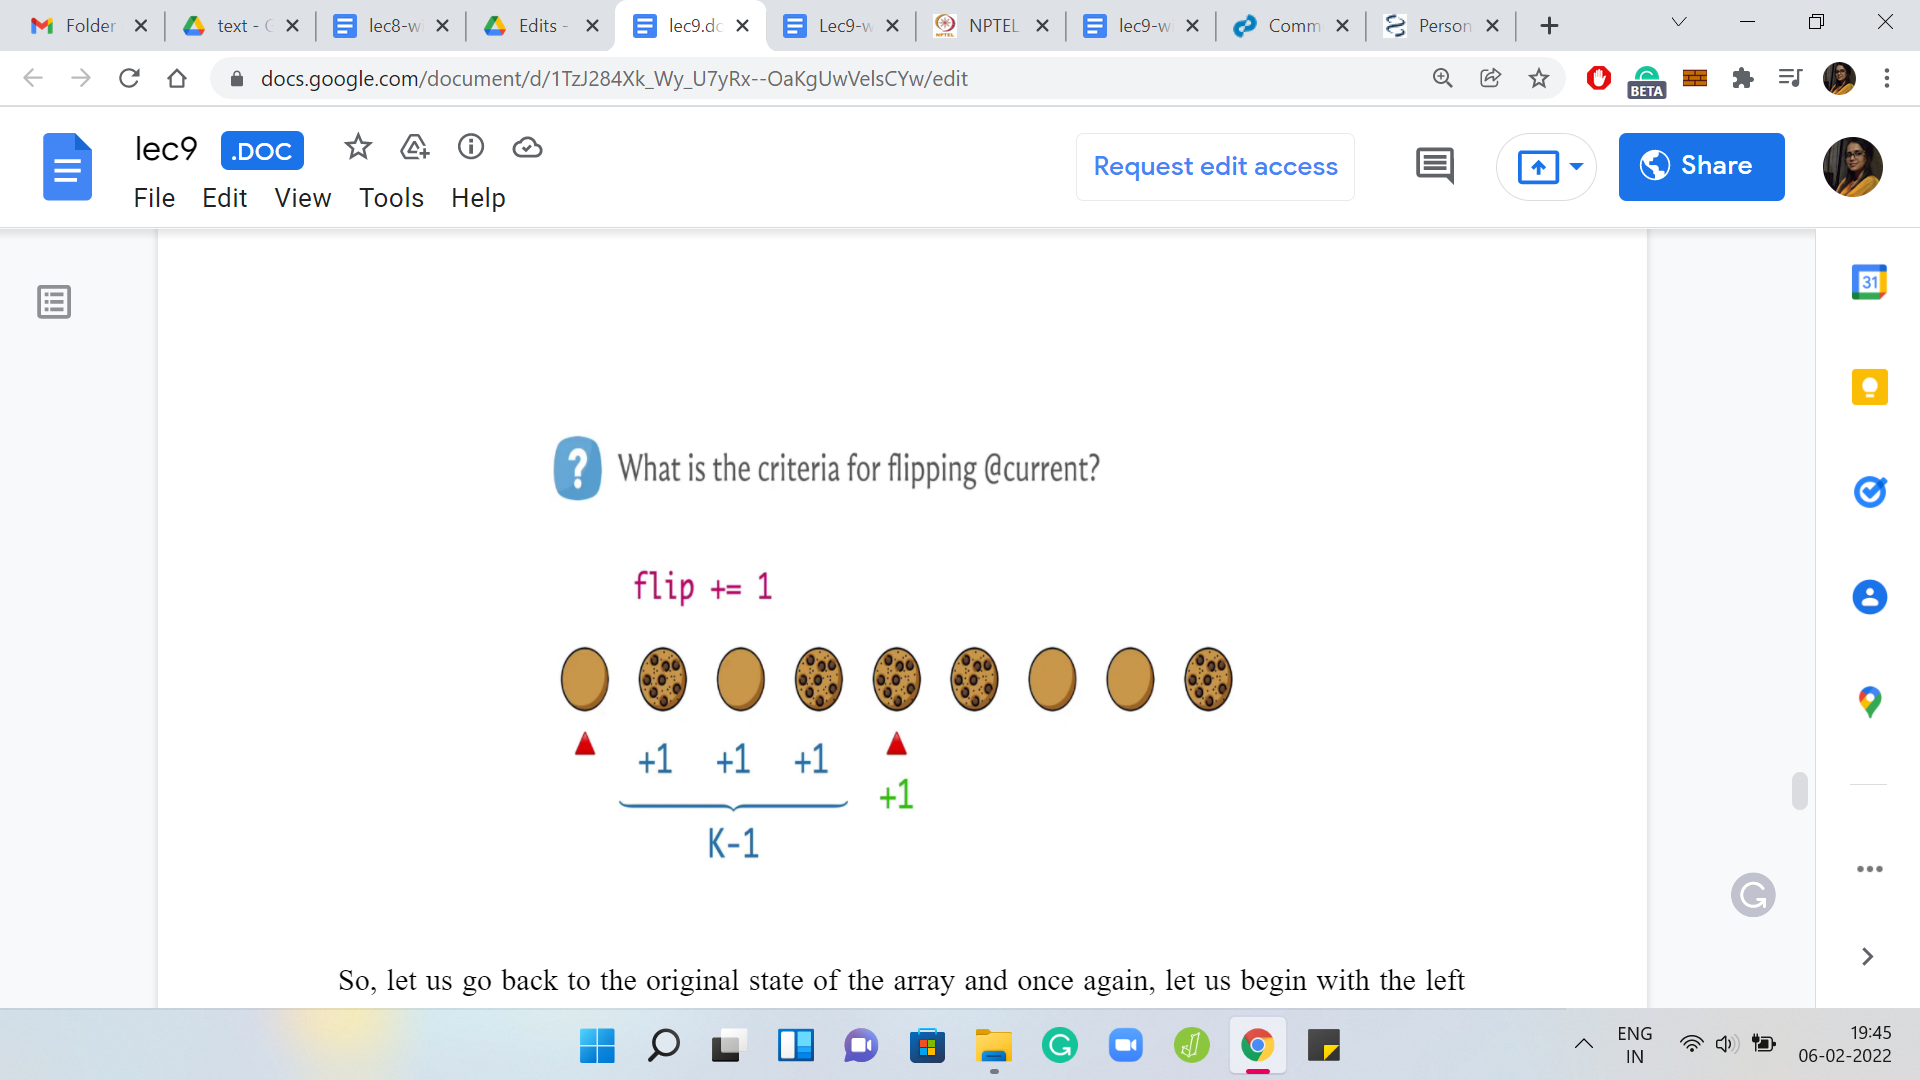 Folder
text - G
lec8-w
Edits -
lec9.dc
Lec9-w
NPTEL
lec9-w
Comm
Person
docs.google.com/document/d/1TzJ284Xk_Wy_U7yRx--OaKgUwVelsCYw/edit
BETA
lec9 .DOC
Request edit access
Share
File Edit View Tools Help
31
? What is the criteria for flipping @current?
flip += 1
+1 +1 +1
+1
K-1
So, let us go back to the original state of the array and once again, let us begin with the left
ENG
IN
19:45
06-02-2022